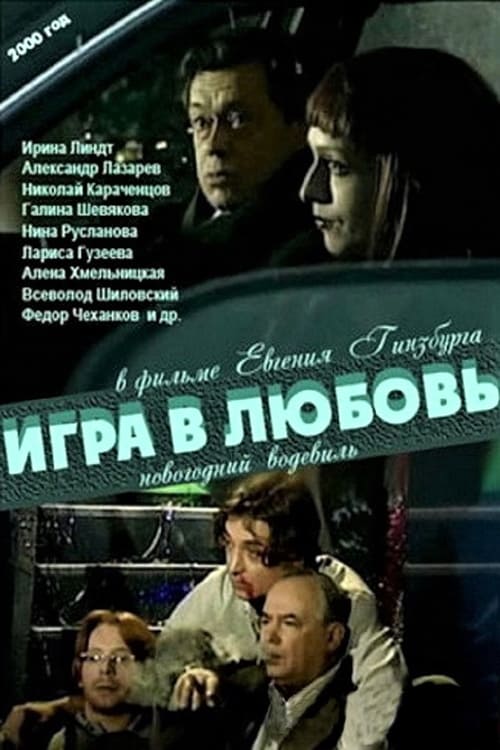 2000 год
Ирина Линдт
Александр Лазарев
Николай Караченцов
Галина Шевякова
Нина Русланова
Лариса Гузеева
Алена Хмельницкая
Всеволод Шиловский
Федор Чеханков и др.
в фильме Евгения Гинзбурга
ИГРА В ЛЮБОВЬ
новогодний водевиль